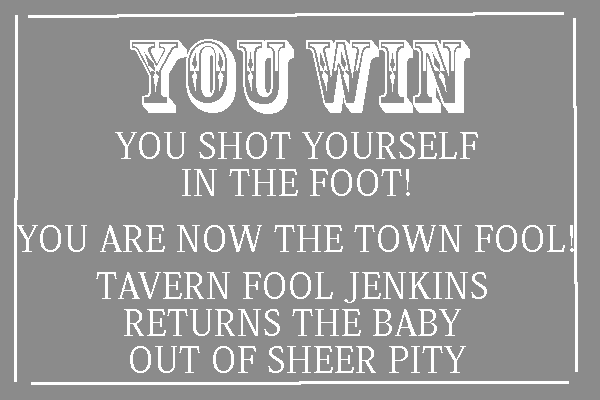 YOU WIN
YOU SHOT YOURSELF
IN THE FOOT!
YOU ARE NOW THE TOWN FOOL!
TAVERN FOOL JENKINS
RETURNS THE BABY
OUT OF SHEER PITY